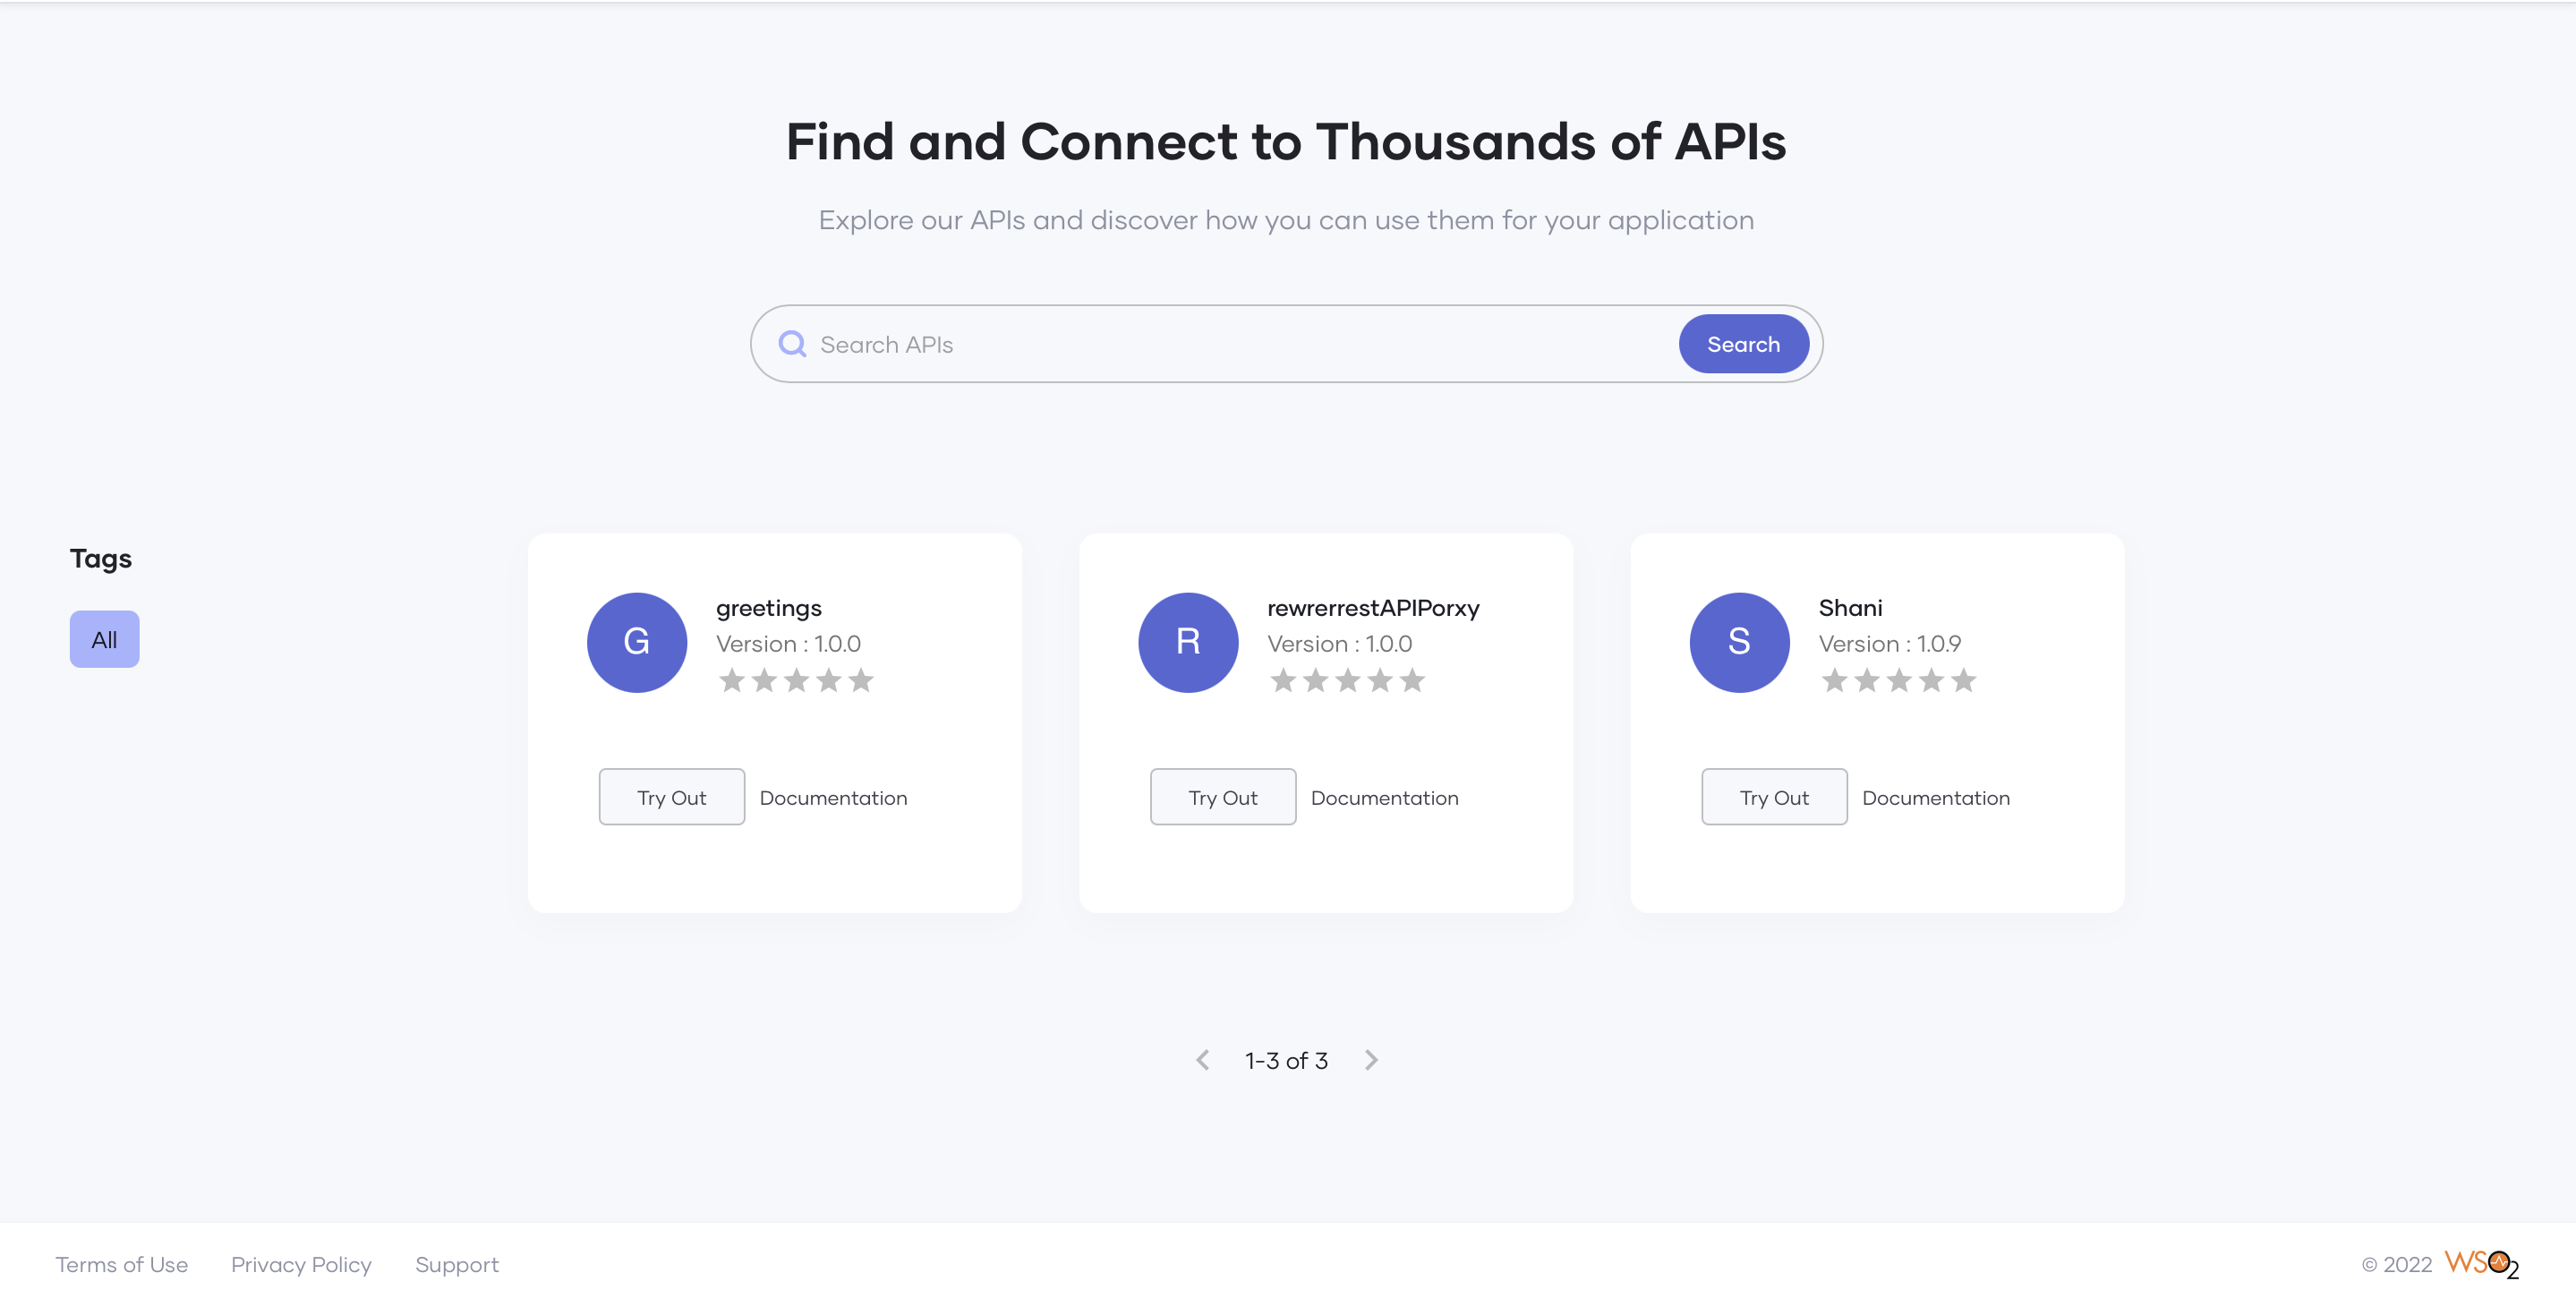 Find and Connect to Thousands of APIs
Explore our APIs and discover how you can use them for your application
Search APIs
Search
Tags
All
G
greetings
Version : 1.0.0
Try Out
Documentation
R
rewrerrestAPIPorxy
Version : 1.0.0
Try Out
Documentation
S
Shani
Version : 1.0.9
Try Out
Documentation
1-3 of 3
Terms of Use
Privacy Policy
Support
© 2022 WSO2